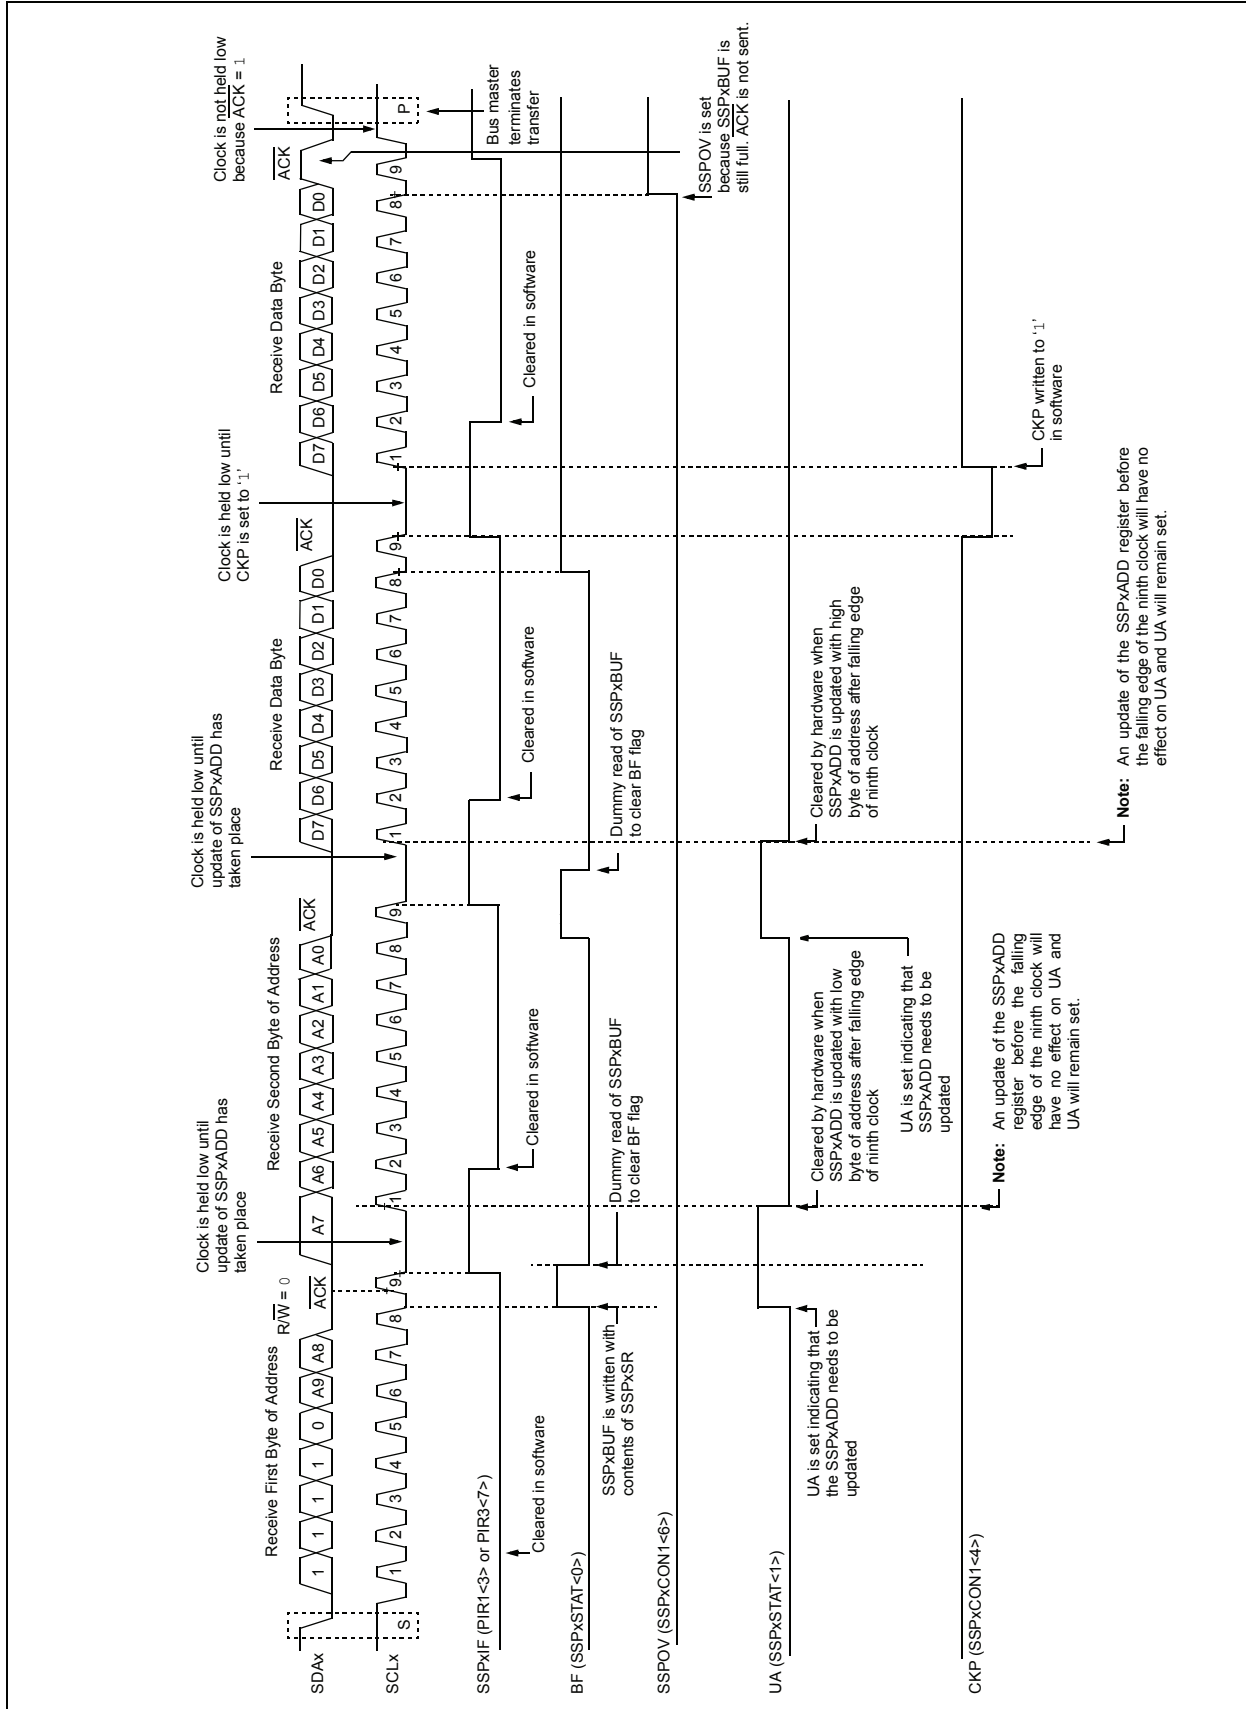 Clock is not held low
because ACK = 1
Clock is held low until
CKP is set to ‘1’
Clock is held low until
update of SSPxADD has
taken place
Clock is held low until
update of SSPxADD has
taken place
Receive First Byte of Address
R/W = 0
ACK
Receive Second Byte of Address
ACK
Receive Data Byte
ACK
Receive Data Byte
ACK
SDAx
1 1 1 1 0 A9 A8
A7 A6 A5 A4 A3 A2 A1 A0
D7 D6 D5 D4 D3 D2 D1 D0
D7 D6 D5 D4 D3 D2 D1 D0
SCLx
S
1 2 3 4 5 6 7 8 9
1 2 3 4 5 6 7 8 9
1 2 3 4 5 6 7 8 9
1 2 3 4 5 6 7 8 9
P
Bus master
terminates
transfer
SSPxIF (PIR1<3> or PIR3<7>)
Cleared in software
Cleared in software
Cleared in software
Cleared in software
BF (SSPxSTAT<0>)
SSPxBUF is written with
contents of SSPxSR
Dummy read of SSPxBUF
to clear BF flag
Dummy read of SSPxBUF
to clear BF flag
SSPOV (SSPxCON1<6>)
SSPOV is set
because SSPxBUF is
still full. ACK is not sent.
UA (SSPxSTAT<1>)
UA is set indicating that
the SSPxADD needs to be
updated
Cleared by hardware when
SSPxADD is updated with low
byte of address after falling edge
of ninth clock
UA is set indicating that
SSPxADD needs to be
updated
Cleared by hardware when
SSPxADD is updated with high
byte of address after falling edge
of ninth clock
CKP (SSPxCON1<4>)
CKP written to ‘1’
in software
Note: An update of the SSPxADD
register before the falling
edge of the ninth clock will
have no effect on UA and
UA will remain set.
Note: An update of the SSPxADD register before
the falling edge of the ninth clock will have no
effect on UA and UA will remain set.